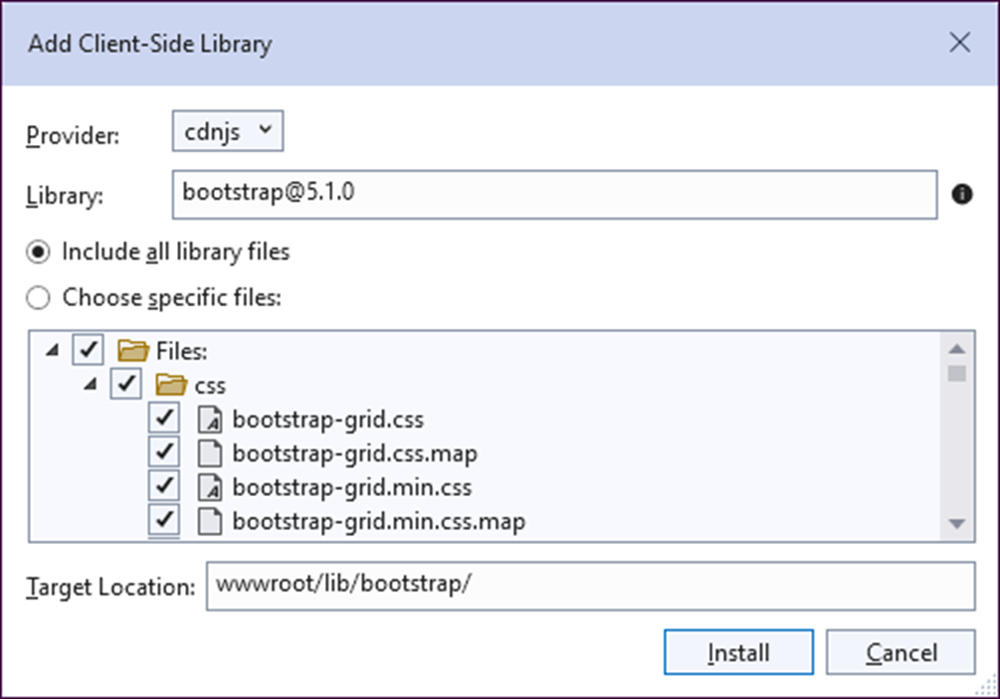 Add Client-Side Library
Provider: cdnjs
Library: bootstrap@5.1.0
Include all library files
Choose specific files:
Files:
css
bootstrap-grid.css
bootstrap-grid.css.map
bootstrap-grid.min.css
bootstrap-grid.min.css.map
Target Location: wwwroot/lib/bootstrap/
Install Cancel